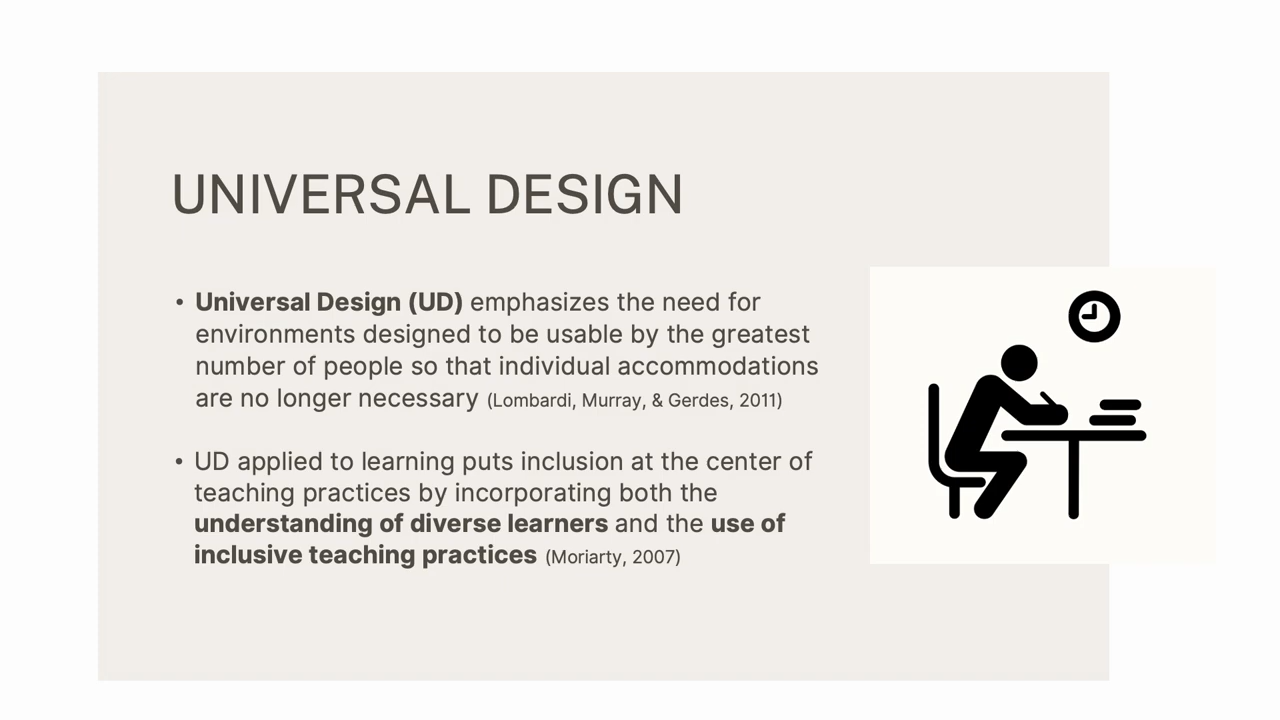 UNIVERSAL DESIGN
• Universal Design (UD) emphasizes the need for
environments designed to be usable by the greatest
number of people so that individual accommodations
are no longer necessary (Lombardi, Murray, & Gerdes, 2011)
• UD applied to learning puts inclusion at the center of
teaching practices by incorporating both the
understanding of diverse learners and the use of
inclusive teaching practices (Moriarty, 2007)